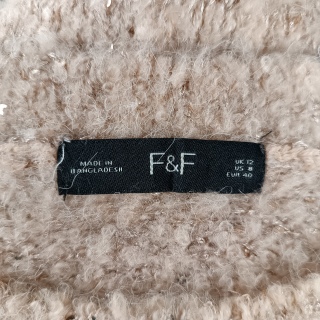 MADE IN
BANGLADESH
F&F
UK 12
US 8
EUR 40